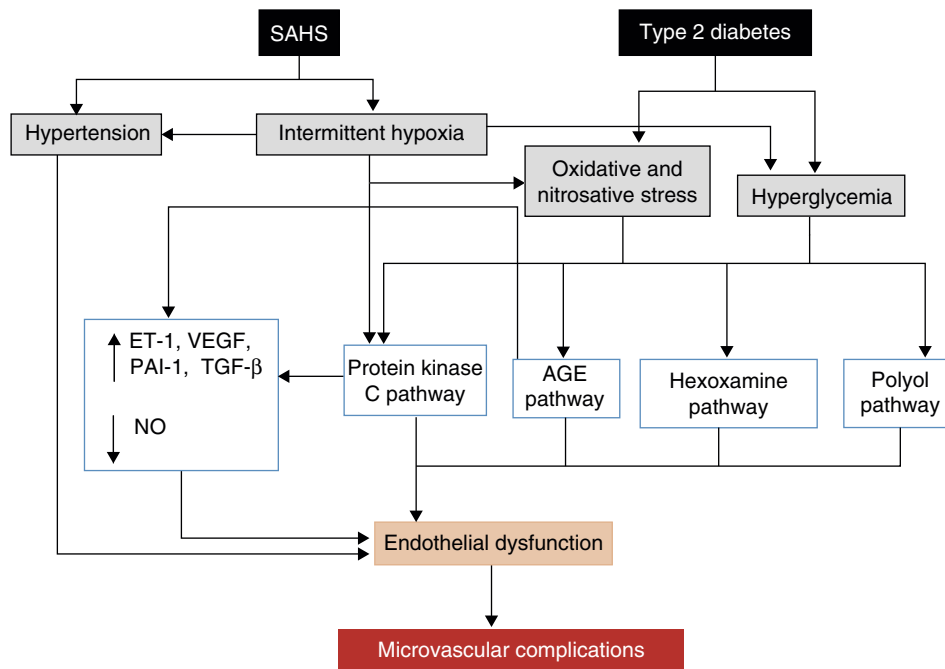 SAHS
Type 2 diabetes
Hypertension
Intermittent hypoxia
Oxidative and
nitrosative stress
Hyperglycemia
ET-1, VEGF,
PAI-1, TGF-β
NO
Protein kinase
C pathway
AGE
pathway
Hexoxamine
pathway
Polyol
pathway
Endothelial dysfunction
Microvascular complications